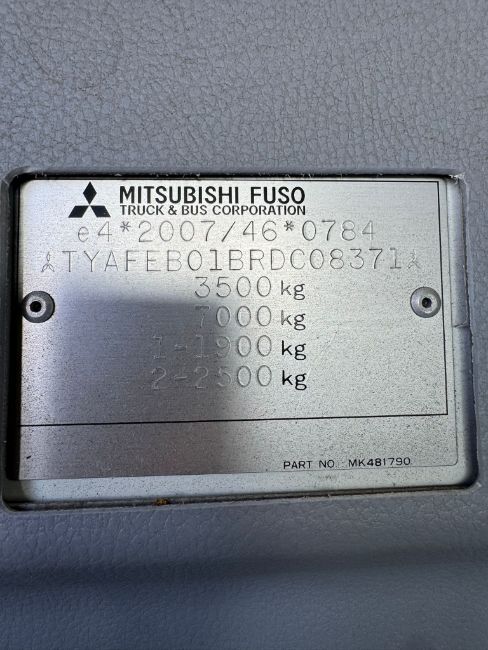 MITSUBISHI FUSO
TRUCK & BUS CORPORATION
e4*2007/46*0784
TYAFEB01BRDC08371
3500 kg
7000 kg
1-1900 kg
2-2500 kg
PART NO. MK481790